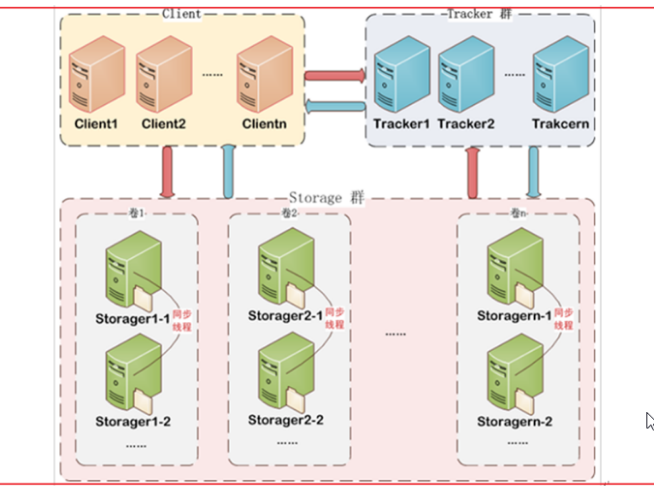 Client
Tracker 群
Client1
Client2
......
Clientn
Tracker1
Tracker2
......
Trakcern
Storage 群
卷1
卷2
卷n
Storager1-1
同步
线程
Storager2-1
同步
线程
Storagern-1
同步
线程
......
Storager1-2
Storager2-2
Storagern-2
......
......
......